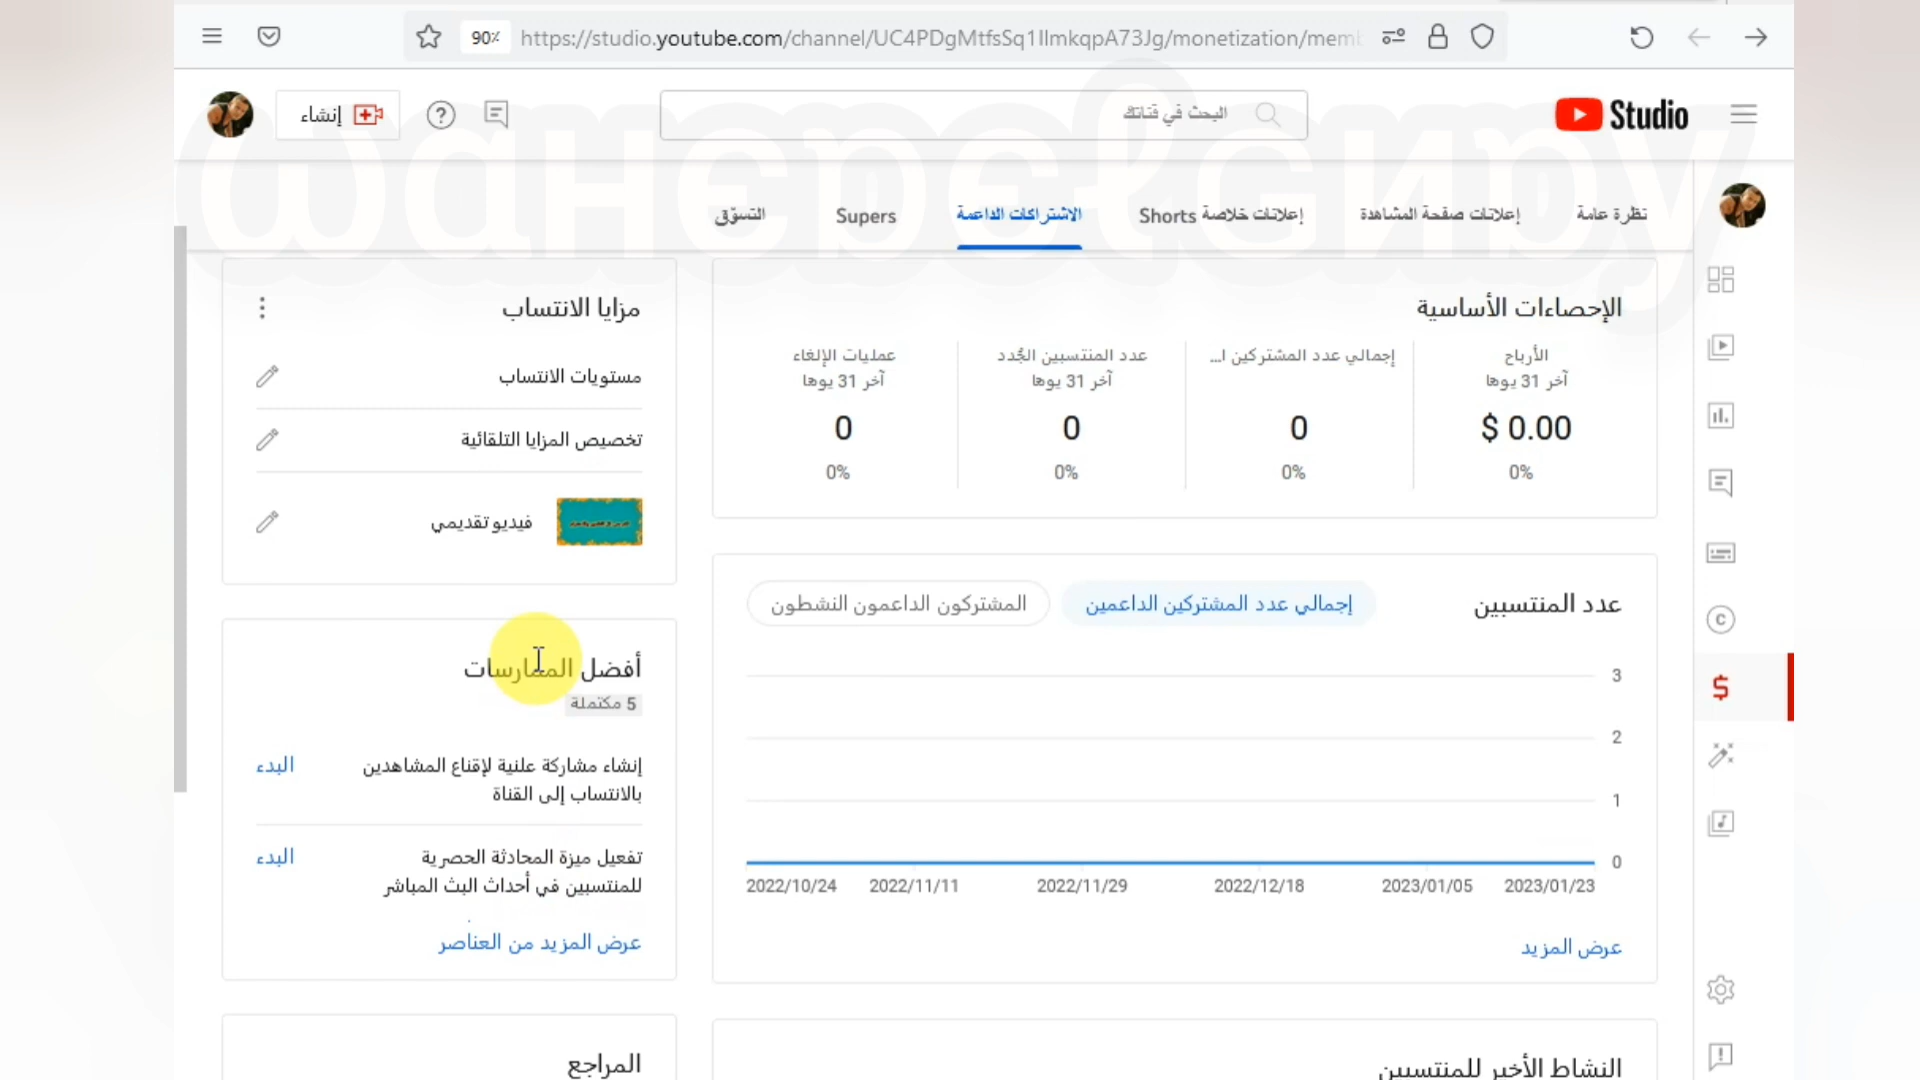 90%
https://studio.youtube.com/channel/UC4PDgMtfsSq1IlmkqpA73Jg/monetization/memb
Studio
البحث في قناتك
إنشاء
نظرة عامة
إعلانات صفحة المشاهدة
إعلانات خلاصة Shorts
الاشتراكات الداعمة
Supers
التسوّق
الإحصاءات الأساسية
الأرباح
آخر 31 يومًا
$ 0.00
0%
إجمالي عدد المشتركين ا...
0
0%
عدد المنتسبين الجُدد
آخر 31 يومًا
0
0%
عمليات الإلغاء
آخر 31 يومًا
0
0%
مزايا الانتساب
مستويات الانتساب
تخصيص المزايا التلقائية
فيديو تقديمي
عدد المنتسبين
إجمالي عدد المشتركين الداعمين
المشتركون الداعمون النشطون
3
2
1
0
2022/10/24
2022/11/11
2022/11/29
2022/12/18
2023/01/05
2023/01/23
عرض المزيد
أفضل الممارسات
5 مكتملة
إنشاء مشاركة علنية لإقناع المشاهدين
بالانتساب إلى القناة
البدء
تفعيل ميزة المحادثة الحصرية
للمنتسبين في أحداث البث المباشر
البدء
عرض المزيد من العناصر
النشاط الأخير للمنتسبين
المراجع